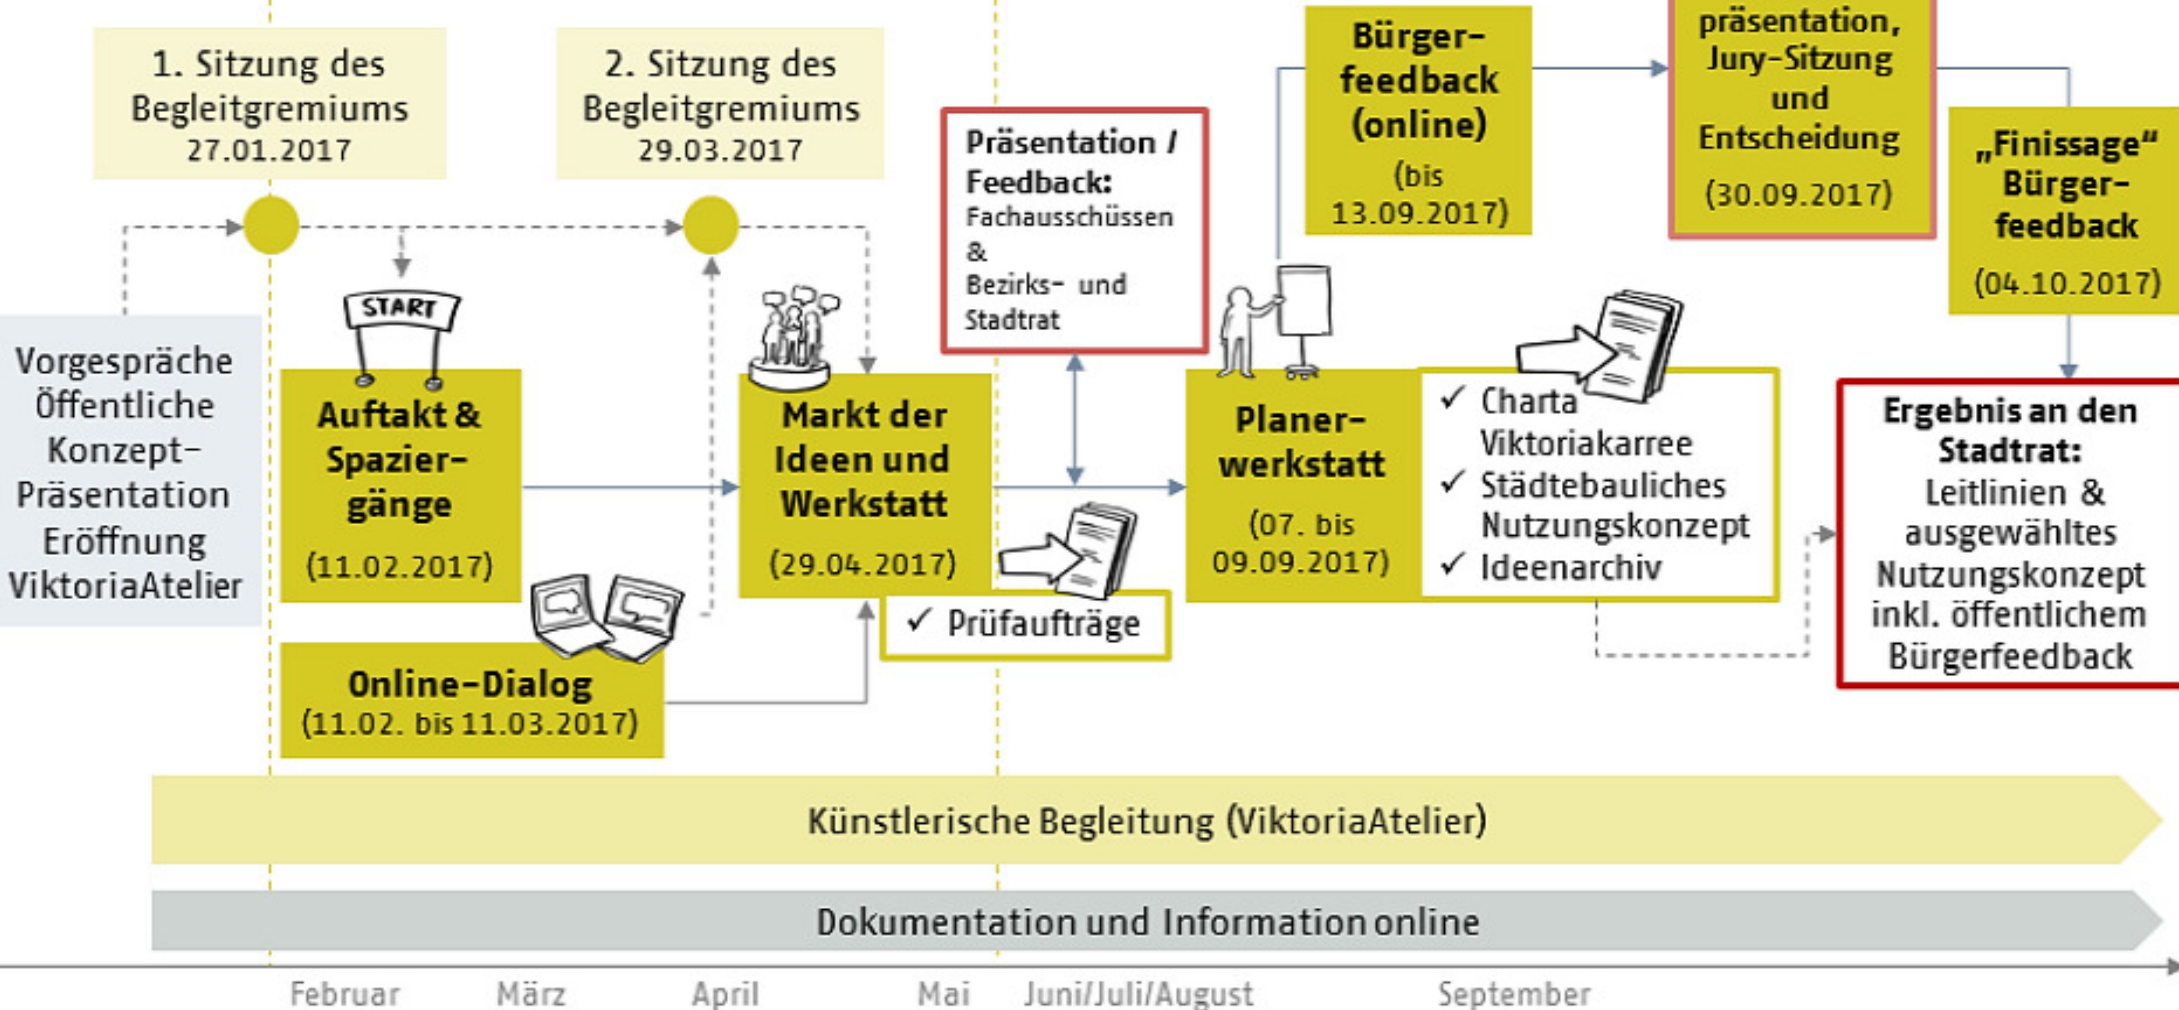 1. Sitzung des
Begleitgremiums
27.01.2017
2. Sitzung des
Begleitgremiums
29.03.2017
Präsentation /
Feedback:
Fachausschüssen
&
Bezirks- und
Stadtrat
Bürger-
feedback
(online)
(bis
13.09.2017)
präsentation,
Jury-Sitzung
und
Entscheidung
(30.09.2017)
„Finissage“
Bürger-
feedback
(04.10.2017)
Vorgespräche
Öffentliche
Konzept-
Präsentation
Eröffnung
ViktoriaAtelier
START
Auftakt &
Spazier-
gänge
(11.02.2017)
Online-Dialog
(11.02. bis 11.03.2017)
Markt der
Ideen und
Werkstatt
(29.04.2017)
✓ Prüfaufträge
Planer-
werkstatt
(07. bis
09.09.2017)
✓ Charta
Viktoriakarree
✓ Städtebauliches
Nutzungskonzept
✓ Ideenarchiv
Ergebnis an den
Stadtrat:
Leitlinien &
ausgewähltes
Nutzungskonzept
inkl. öffentlichem
Bürgerfeedback
Künstlerische Begleitung (ViktoriaAtelier)
Dokumentation und Information online
Februar März April Mai Juni/Juli/August September